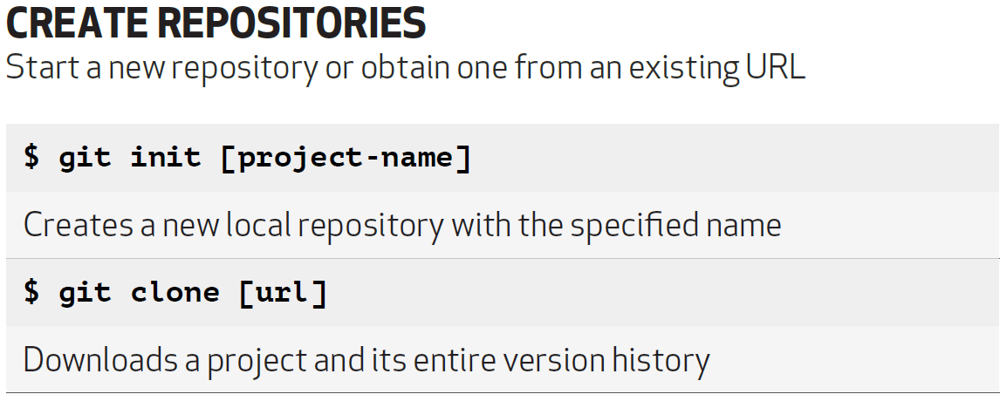 CREATE REPOSITORIES
Start a new repository or obtain one from an existing URL
$ git init [project-name]
Creates a new local repository with the specified name
$ git clone [url]
Downloads a project and its entire version history